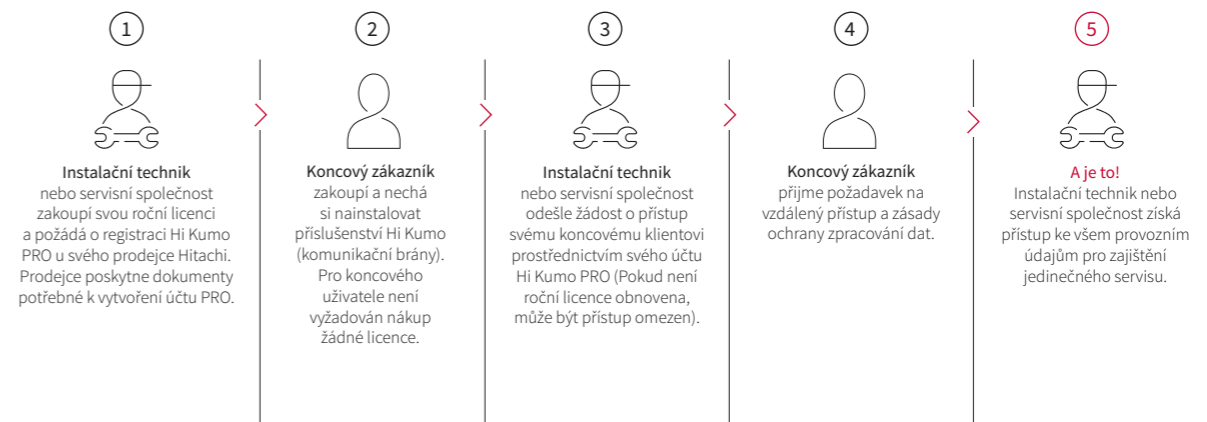 1
Instalační technik
nebo servisní společnost
zakoupí svou roční licenci
a požádá o registraci Hi Kumo
PRO u svého prodejce Hitachi.
Prodejce poskytne dokumenty
potřebné k vytvoření účtu PRO.
2
Koncový zákazník
zakoupí a nechá
si nainstalovat
příslušenství Hi Kumo
(komunikační brány).
Pro koncového
uživatele není
vyžadován nákup
žádné licence.
3
Instalační technik
nebo servisní společnost
odešle žádost o přístup
svému koncovému klientovi
prostřednictvím svého účtu
Hi Kumo PRO (Pokud není
roční licence obnovena,
může být přístup omezen).
4
Koncový zákazník
přijme požadavek na
vzdálený přístup a zásady
ochrany zpracování dat.
5
A je to!
Instalační technik nebo
servisní společnost získá
přístup ke všem provozním
údajům pro zajištění
jedinečného servisu.